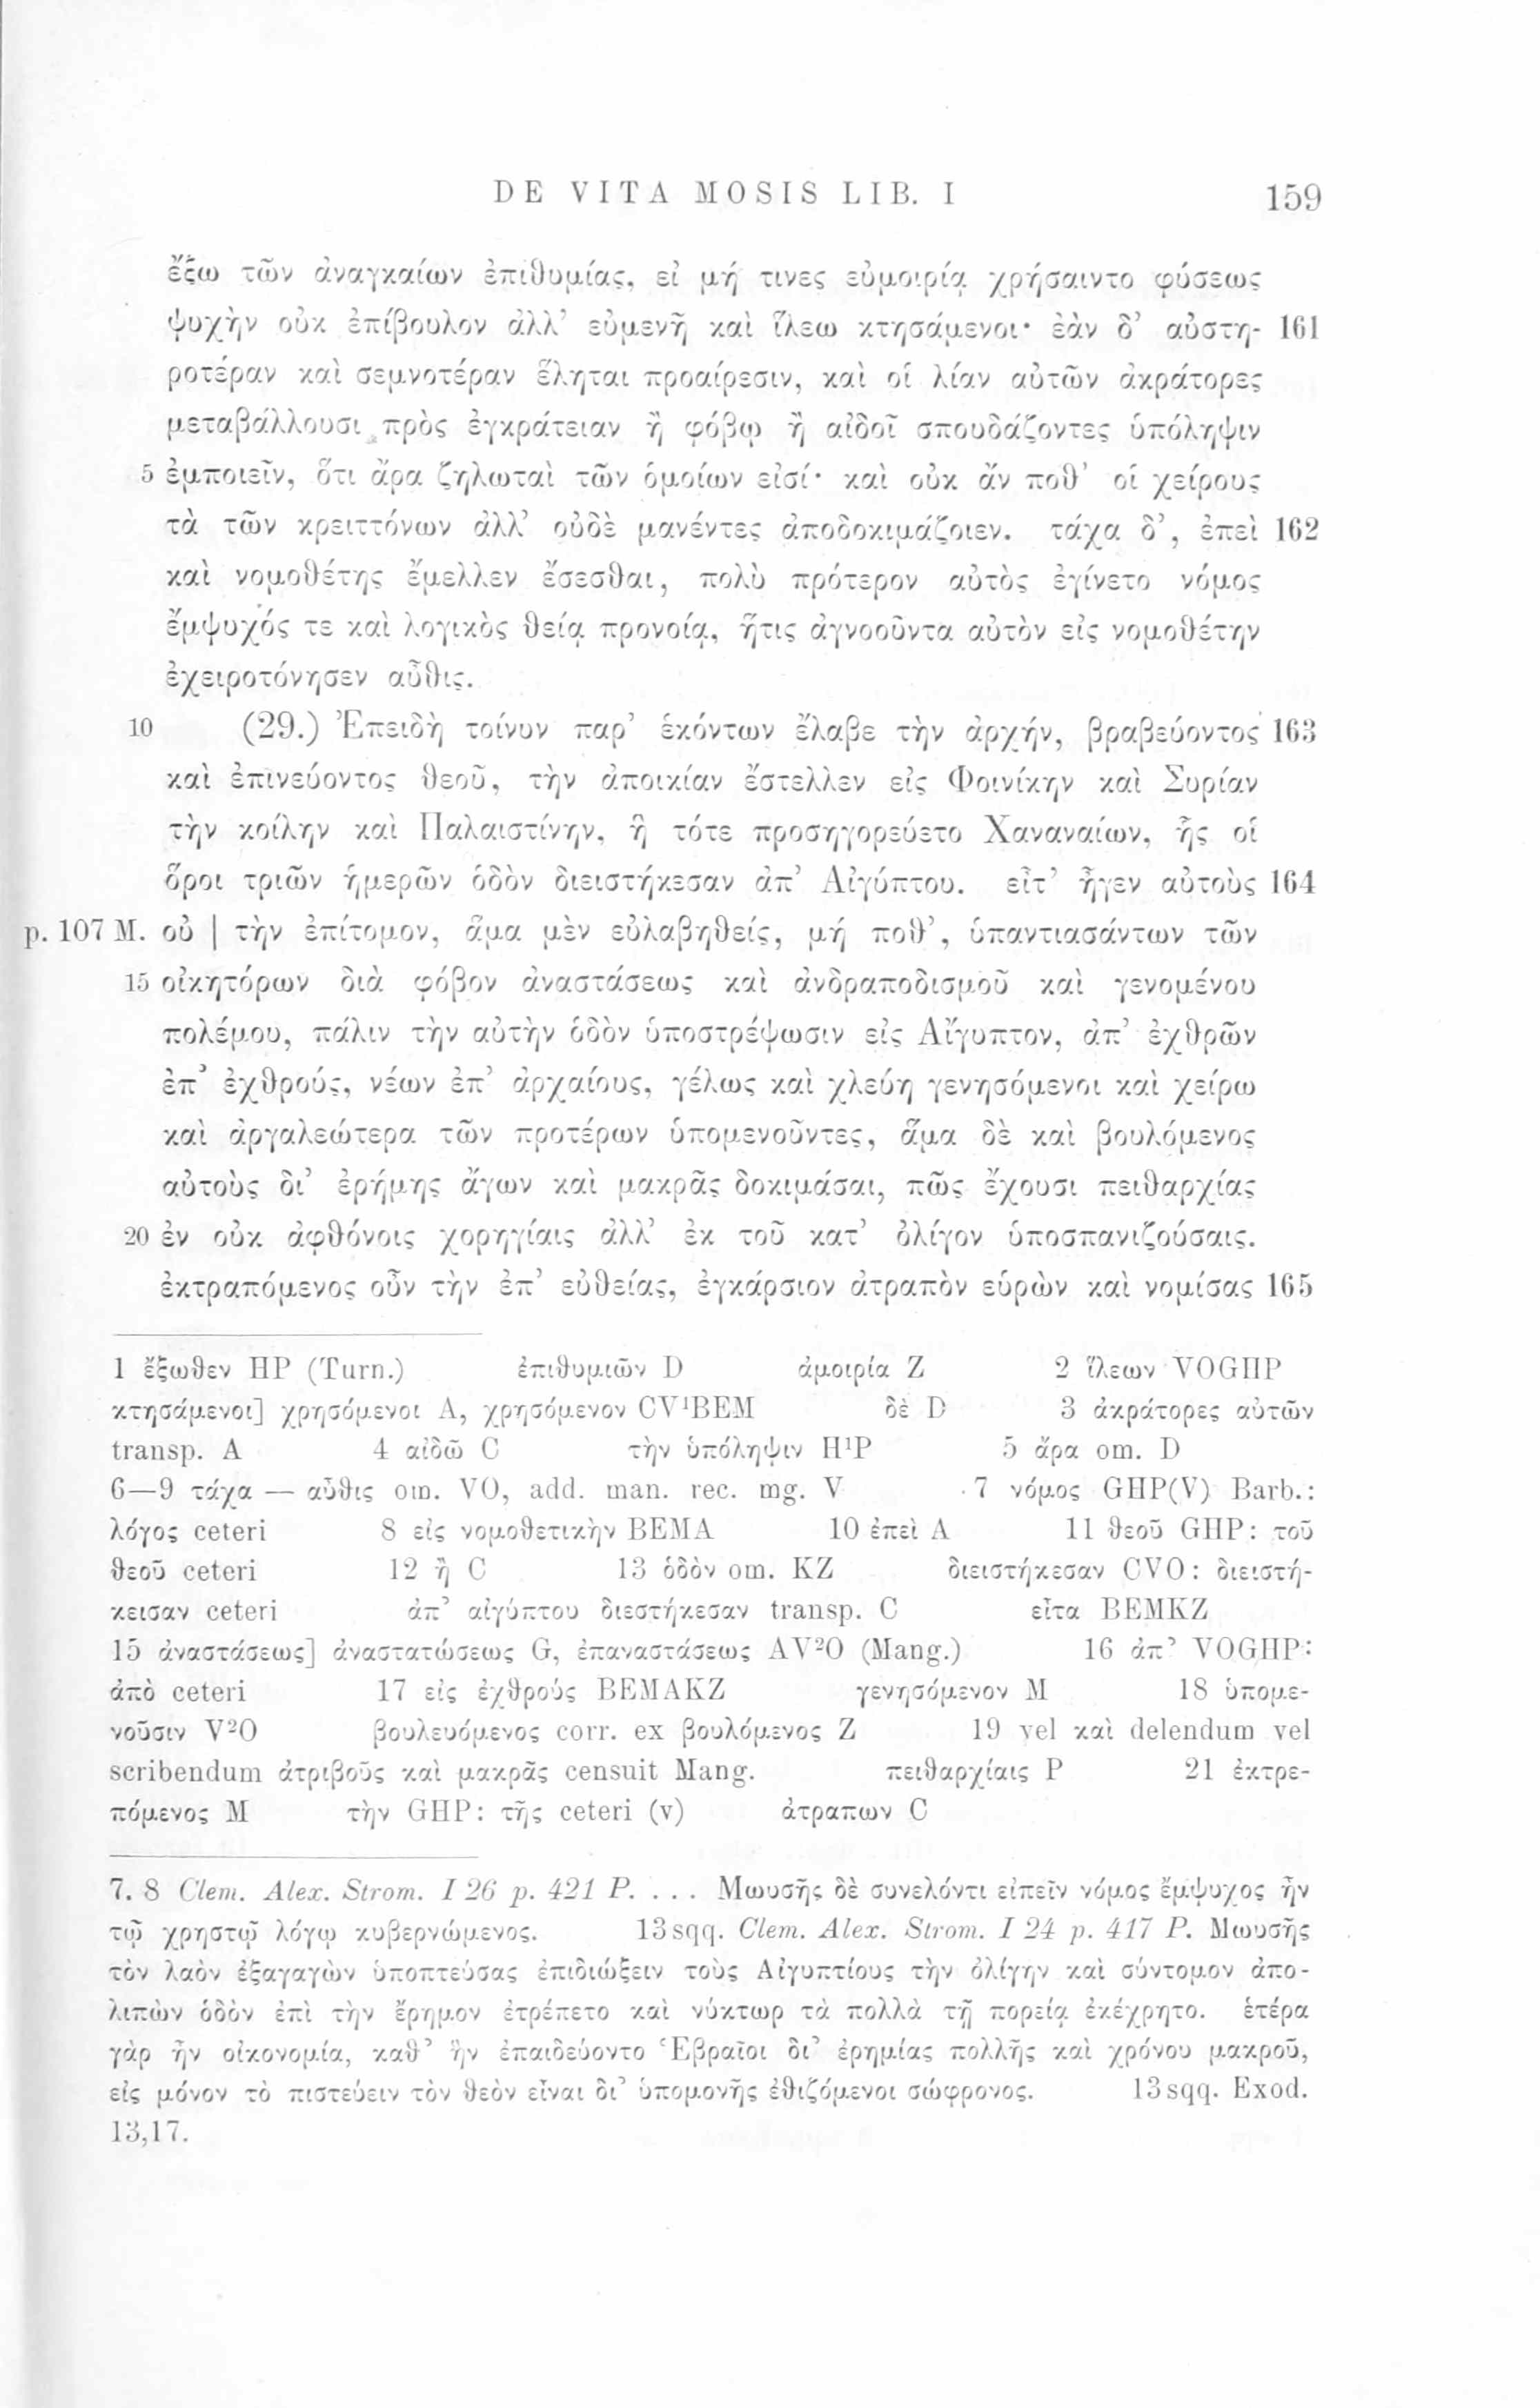 DE VITA MOSIS LIB. I 159
ἔξω τῶν ἀναγκαίων ἐπιθυμίας, εἰ μή τινες εὐμοιρίᾳ χρήσαιντο φύσεως
ψυχὴν οὐκ ἐπίβουλον ἀλλ’ εὐμενῆ καὶ ἵλεω κτησάμενοι· ἐὰν δ’ αὐστη- 161
ροτέραν καὶ σεμνοτέραν ἕληται προαίρεσιν, καὶ οἱ λίαν αὐτῶν ἀκράτορες
μεταβάλλουσι πρὸς ἐγκράτειαν ἢ φόβῳ ἢ αἰδοῖ σπουδάζοντες ὑπόληψιν
5 ἐμποιεῖν, ὅτι ἄρα ζηλωταὶ τῶν ὁμοίων εἰσί· καὶ οὐκ ἄν ποθ’ οἱ χείρους
τὰ τῶν κρειττόνων ἀλλ’ οὐδὲ μανέντες ἀποδοκιμάζοιεν. τάχα δ’, ἐπεὶ 162
καὶ νομοθέτης ἔμελλεν ἔσεσθαι, πολὺ πρότερον αὐτὸς ἐγίνετο νόμος
ἔμψυχός τε καὶ λογικὸς θείᾳ προνοίᾳ, ἥτις ἀγνοοῦντα αὐτὸν εἰς νομοθέτην
ἐχειροτόνησεν αὖθις.
10 (29.) Ἐπειδὴ τοίνυν παρ’ ἑκόντων ἔλαβε τὴν ἀρχήν, βραβεύοντος 163
καὶ ἐπινεύοντος θεοῦ, τὴν ἀποικίαν ἔστελλεν εἰς Φοινίκην καὶ Συρίαν
τὴν κοίλην καὶ Παλαιστίνην, ἣ τότε προσηγορεύετο Χαναναίων, ἧς οἱ
ὅροι τριῶν ἡμερῶν ὁδὸν διειστήκεσαν ἀπ’ Αἰγύπτου. εἶτ’ ἦγεν αὐτοὺς 164
p. 107 M. οὐ | τὴν ἐπίτομον, ἅμα μὲν εὐλαβηθείς, μή ποθ’, ὑπαντιασάντων τῶν
15 οἰκητόρων διὰ φόβον ἀναστάσεως καὶ ἀνδραποδισμοῦ καὶ γενομένου
πολέμου, πάλιν τὴν αὐτὴν ὁδὸν ὑποστρέψωσιν εἰς Αἴγυπτον, ἀπ’ ἐχθρῶν
ἐπ’ ἐχθρούς, νέων ἐπ’ ἀρχαίους, γέλως καὶ χλεύη γενησόμενοι καὶ χείρω
καὶ ἀργαλεώτερα τῶν προτέρων ὑπομενοῦντες, ἅμα δὲ καὶ βουλόμενος
αὐτοὺς δι’ ἐρήμης ἄγων καὶ μακρᾶς δοκιμάσαι, πῶς ἔχουσι πειθαρχίας
20 ἐν οὐκ ἀφθόνοις χορηγίαις ἀλλ’ ἐκ τοῦ κατ’ ὀλίγον ὑποσπανιζούσαις.
ἐκτραπόμενος οὖν τὴν ἐπ’ εὐθείας, ἐγκάρσιον ἀτραπὸν εὑρὼν καὶ νομίσας 165
1 ἔξωθεν HP (Turn.) ἐπιθυμιῶν D ἀμοιρία Z 2 ἵλεων VOGHP
κτησάμενοι] χρησόμενοι A, χρησόμενον CV¹BEM δὲ D 3 ἀκράτορες αὐτῶν
transp. A 4 αἰδῶ C τὴν ὑπόληψιν H¹P 5 ἄρα om. D
6—9 τάχα — αὖθις om. VO, add. man. rec. mg. V 7 νόμος GHP(V) Barb.:
λόγος ceteri 8 εἰς νομοθετικὴν BEMA 10 ἐπεὶ A 11 θεοῦ GHP: τοῦ
θεοῦ ceteri 12 ἢ C 13 ὁδὸν om. KZ διειστήκεσαν CVO: διειστή-
κεισαν ceteri ἀπ’ αἰγύπτου διεστήκεσαν transp. C εἶτα BEMKZ
15 ἀναστάσεως] ἀναστατώσεως G, ἐπαναστάσεως AV²O (Mang.) 16 ἀπ’ VOGHP:
ἀπὸ ceteri 17 εἰς ἐχθροὺς BEMAKZ γενησόμενον M 18 ὑπομε-
νοῦσιν V²O βουλευόμενος corr. ex βουλόμενος Z 19 vel καὶ delendum vel
scribendum ἀτριβοῦς καὶ μακρᾶς censuit Mang. πειθαρχίαις P 21 ἐκτρε-
πόμενος M τὴν GHP: τῆς ceteri (v) ἀτραπων C
7. 8 Clem. Alex. Strom. I 26 p. 421 P. . . . Μωυσῆς δὲ συνελόντι εἰπεῖν νόμος ἔμψυχος ἦν
τῷ χρηστῷ λόγῳ κυβερνώμενος. 13 sqq. Clem. Alex. Strom. I 24 p. 417 P. Μωυσῆς
τὸν λαὸν ἐξαγαγὼν ὑποπτεύσας ἐπιδιώξειν τοὺς Αἰγυπτίους τὴν ὀλίγην καὶ σύντομον ἀπο-
λιπὼν ὁδὸν ἐπὶ τὴν ἔρημον ἐτρέπετο καὶ νύκτωρ τὰ πολλὰ τῇ πορείᾳ ἐκέχρητο. ἑτέρα
γὰρ ἦν οἰκονομία, καθ’ ἣν ἐπαιδεύοντο Ἑβραῖοι δι’ ἐρημίας πολλῆς καὶ χρόνου μακροῦ,
εἰς μόνον τὸ πιστεύειν τὸν θεὸν εἶναι δι’ ὑπομονῆς ἐθιζόμενοι σώφρονος. 13 sqq. Exod.
13,17.